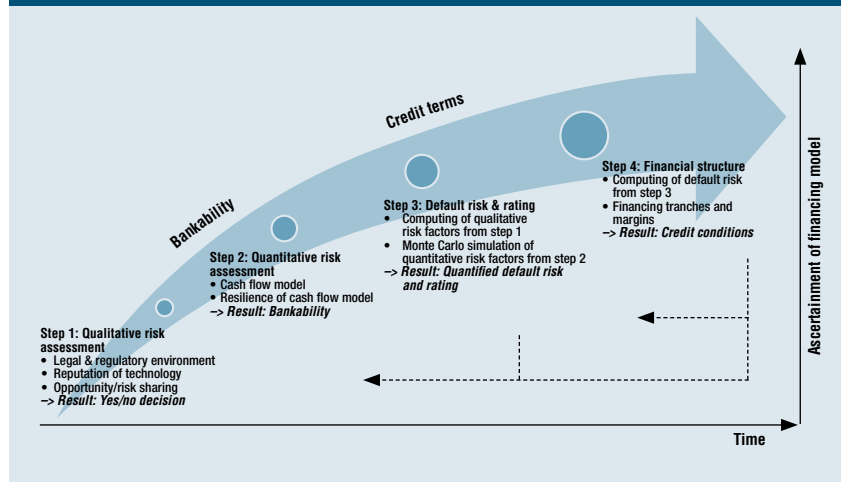 Bankability
Credit terms
Step 1: Qualitative risk
assessment
• Legal & regulatory environment
• Reputation of technology
• Opportunity/risk sharing
–> Result: Yes/no decision
Step 2: Quantitative risk
assessment
• Cash flow model
• Resilience of cash flow model
–> Result: Bankability
Step 3: Default risk & rating
• Computing of qualitative
risk factors from step 1
• Monte Carlo simulation of
quantitative risk factors from step 2
–> Result: Quantified default risk
and rating
Step 4: Financial structure
• Computing of default risk
from step 3
• Financing tranches and
margins
–> Result: Credit conditions
Ascertainment of financing model
Time